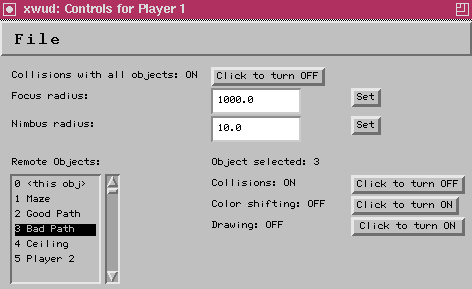 xwud: Controls for Player 1
File
Collisions with all objects: ON Click to turn OFF
Focus radius: 1000.0 Set
Nimbus radius: 10.0 Set
Remote Objects: Object selected: 3
0 <this obj> Collisions: ON Click to turn OFF
1 Maze
2 Good Path Color shifting: OFF Click to turn ON
3 Bad Path Drawing: OFF Click to turn ON
4 Ceiling
5 Player 2